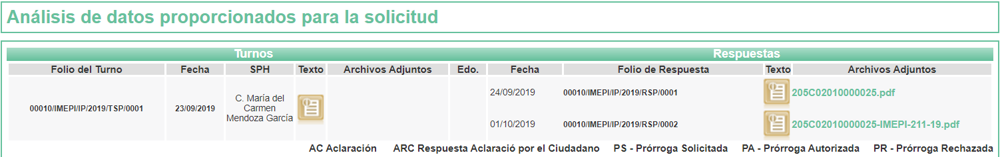 Análisis de datos proporcionados para la solicitud
Turnos Respuestas
Folio del Turno Fecha SPH Texto Archivos Adjuntos Edo. Fecha Folio de Respuesta Texto Archivos Adjuntos
00010/IMEPI/IP/2019/TSP/0001 23/09/2019 C. María del
Carmen
Mendoza García
24/09/2019 00010/IMEPI/IP/2019/RSP/0001 205C02010000025.pdf
01/10/2019 00010/IMEPI/IP/2019/RSP/0002 205C02010000025-IMEPI-211-19.pdf
AC Aclaración ARC Respuesta Aclaració por el Ciudadano PS - Prórroga Solicitada PA - Prórroga Autorizada PR - Prórroga Rechazada